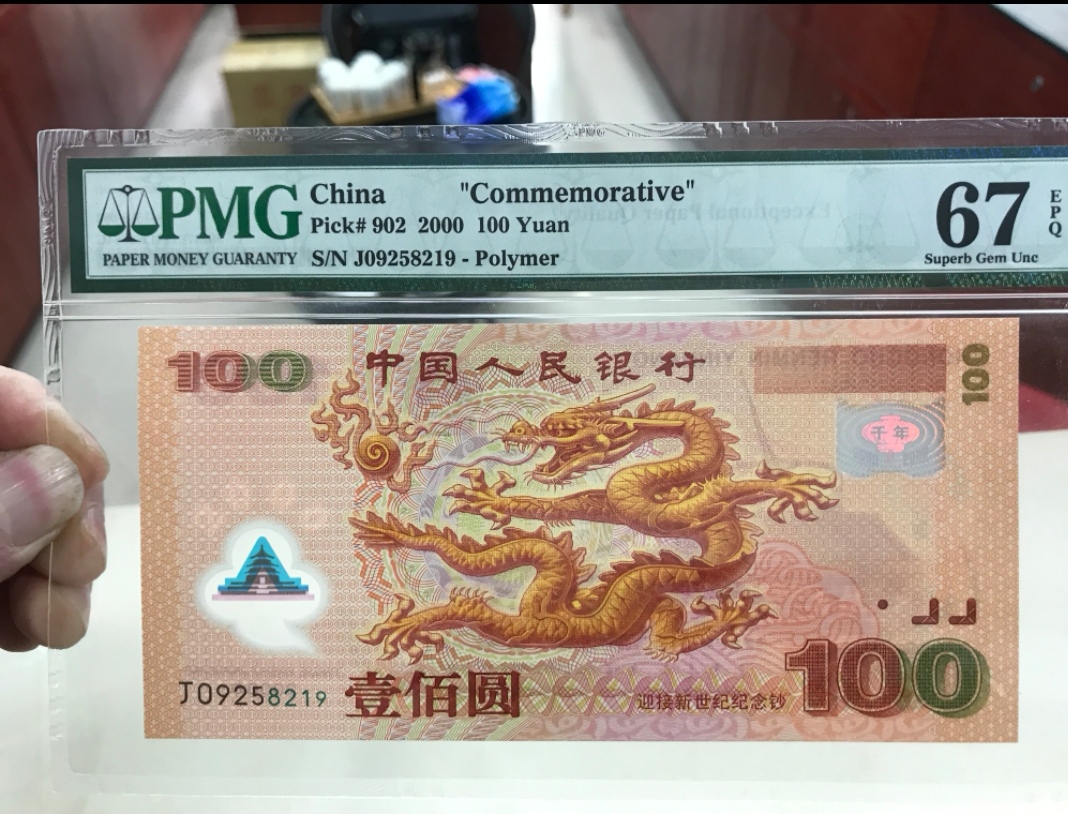 PMG
PAPER MONEY GUARANTY
China "Commemorative"
Pick# 902 2000 100 Yuan
S/N J09258219 - Polymer
67
EPQ
Superb Gem Unc
100 中国人民银行
100
千年
J09258219
壹佰圆
迎接新世纪纪念钞
100